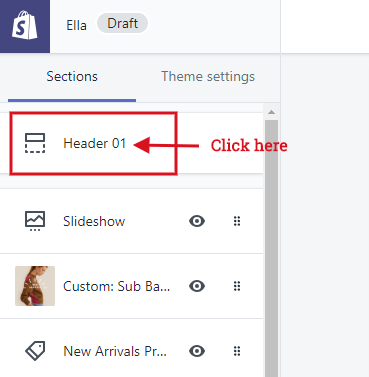 Ella Draft
Sections Theme settings
Header 01 Click here
Slideshow
Custom: Sub Ba...
New Arrivals Pr...